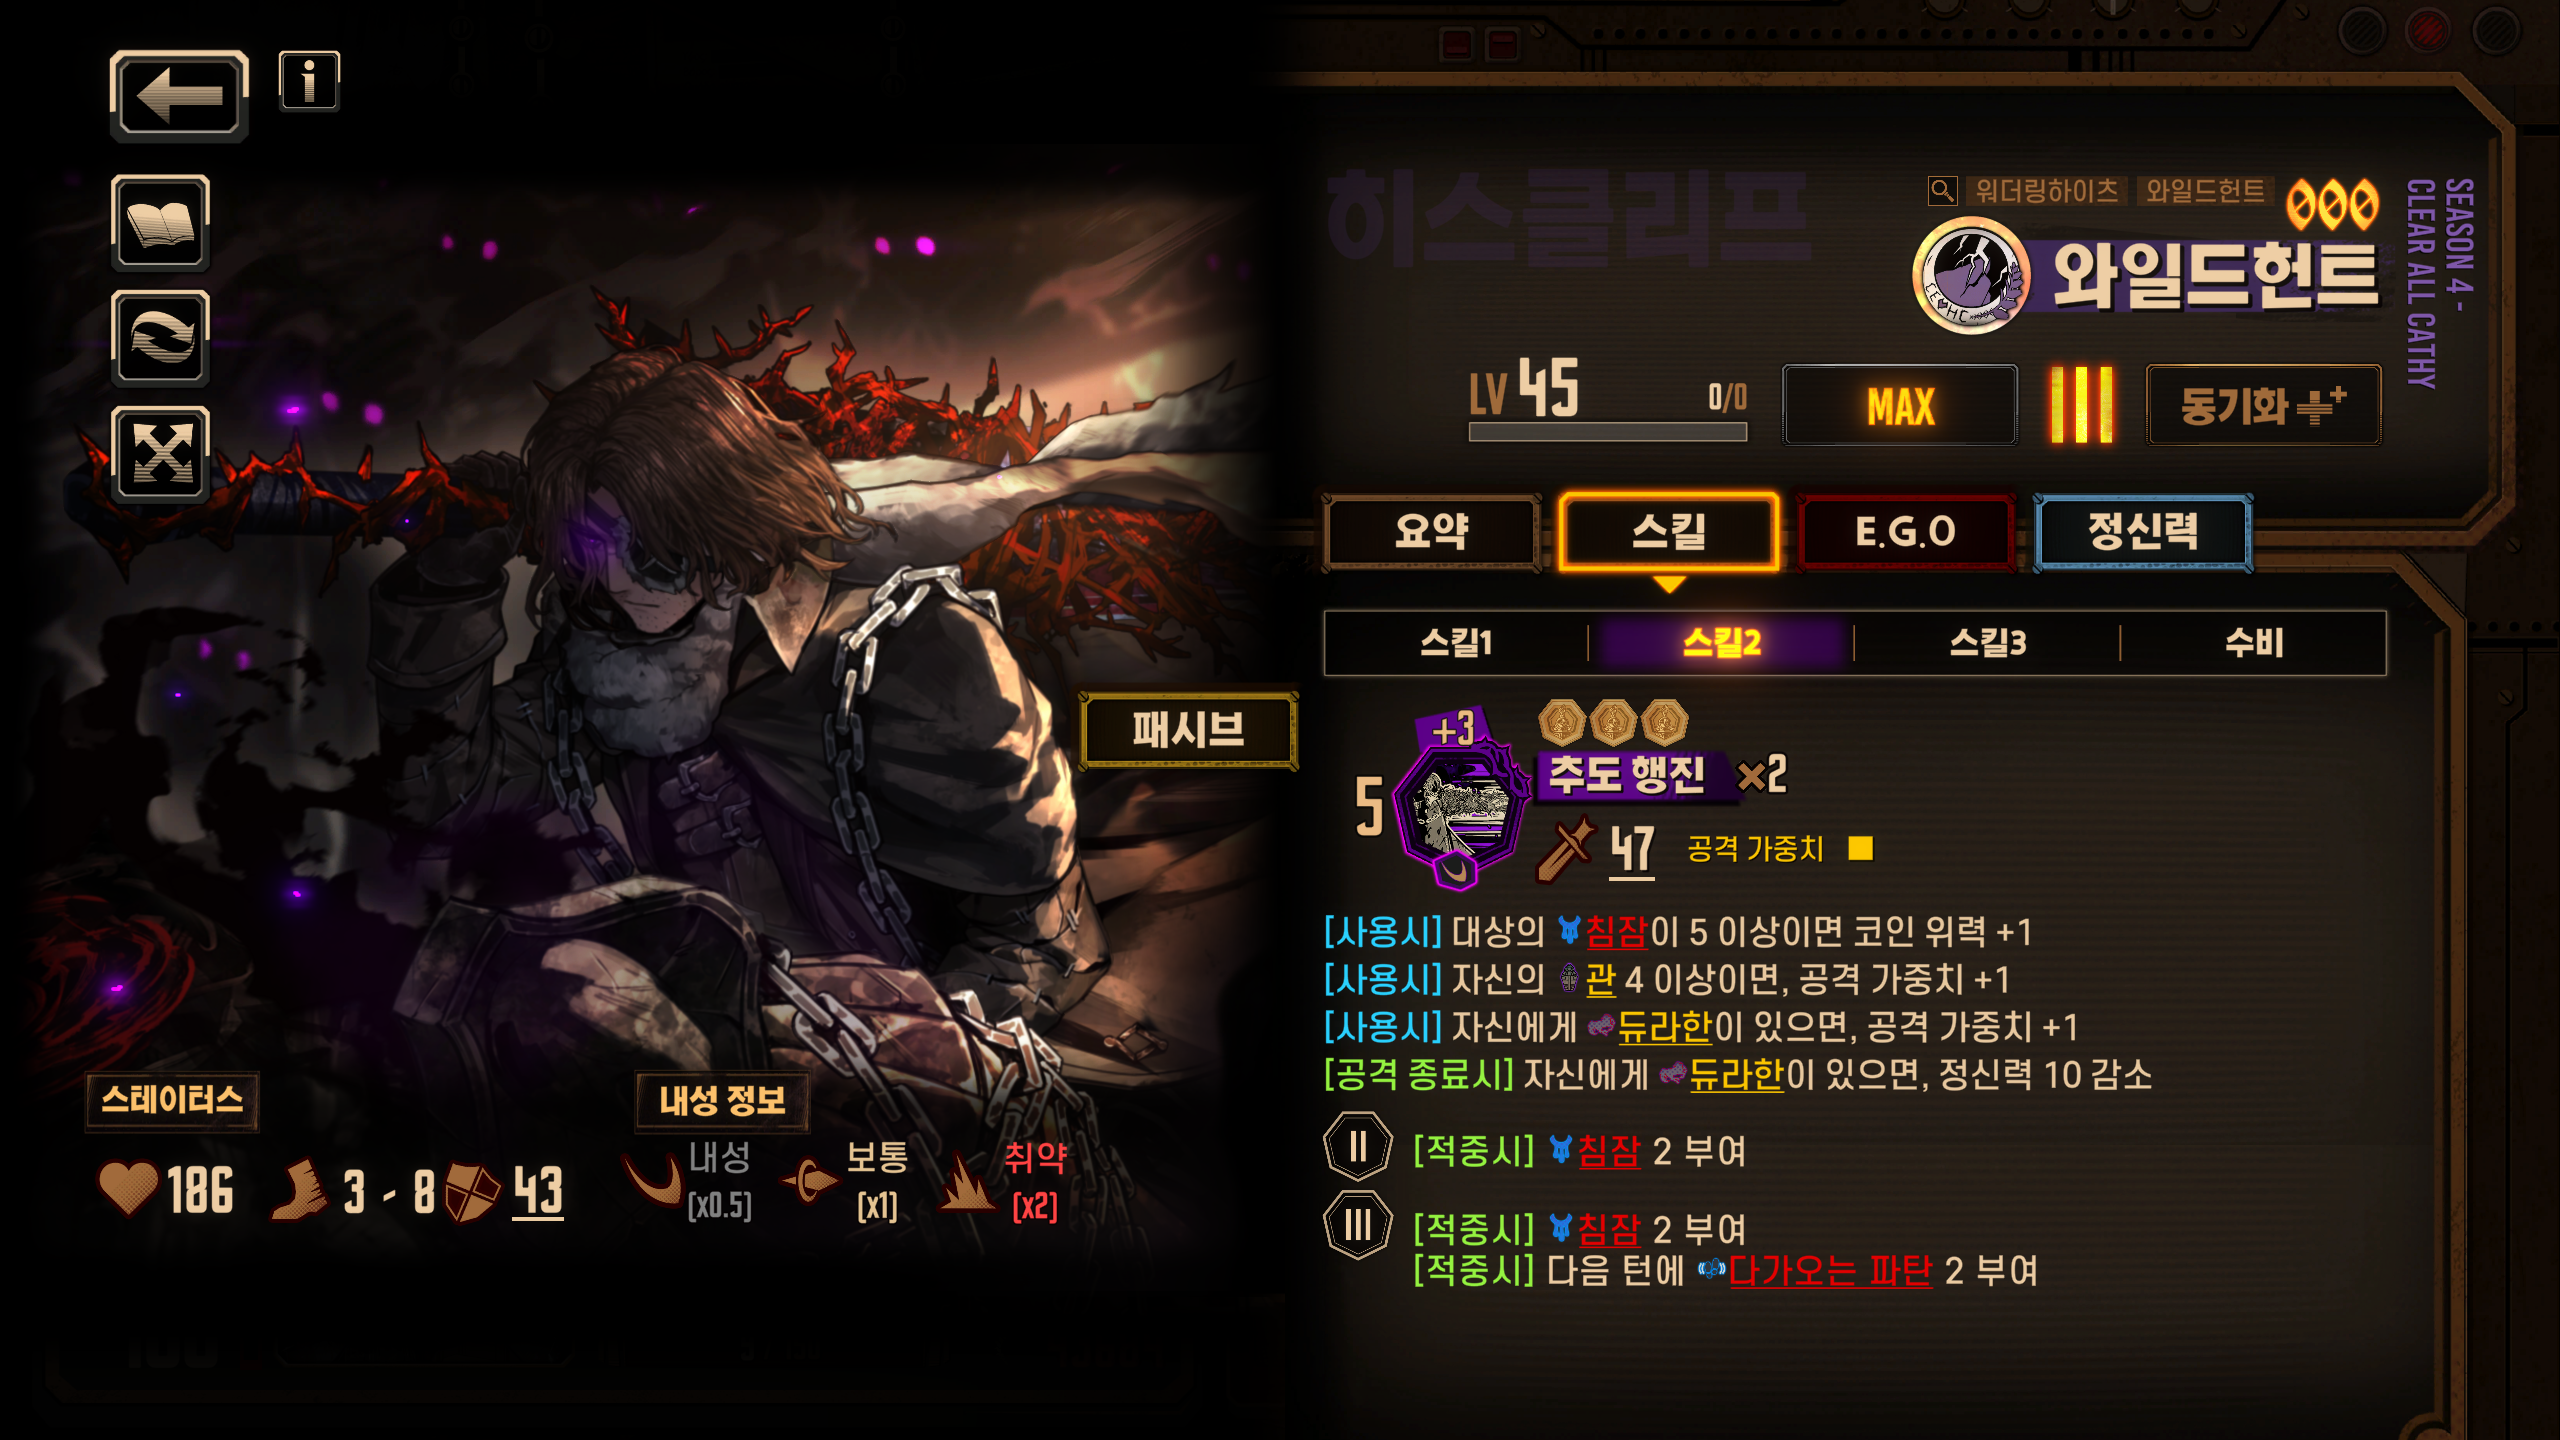 히스클리프
워더링하이츠 와일드헌트
와일드헌트
SEASON 4 -
CLEAR ALL CATHY
LV 45 0/0
MAX
동기화
요약 스킬 E.G.O 정신력
스킬1 스킬2 스킬3 수비
패시브
+3
5
추도 행진 ×2
47 공격 가중치
[사용시] 대상의 침잠이 5 이상이면 코인 위력 +1
[사용시] 자신의 관 4 이상이면, 공격 가중치 +1
[사용시] 자신에게 듀라한이 있으면, 공격 가중치 +1
[공격 종료시] 자신에게 듀라한이 있으면, 정신력 10 감소
II [적중시] 침잠 2 부여
III [적중시] 침잠 2 부여
[적중시] 다음 턴에 다가오는 파탄 2 부여
스테이터스
186 3 - 8 43
내성 정보
내성 보통 취약
[x0.5] [x1] [x2]